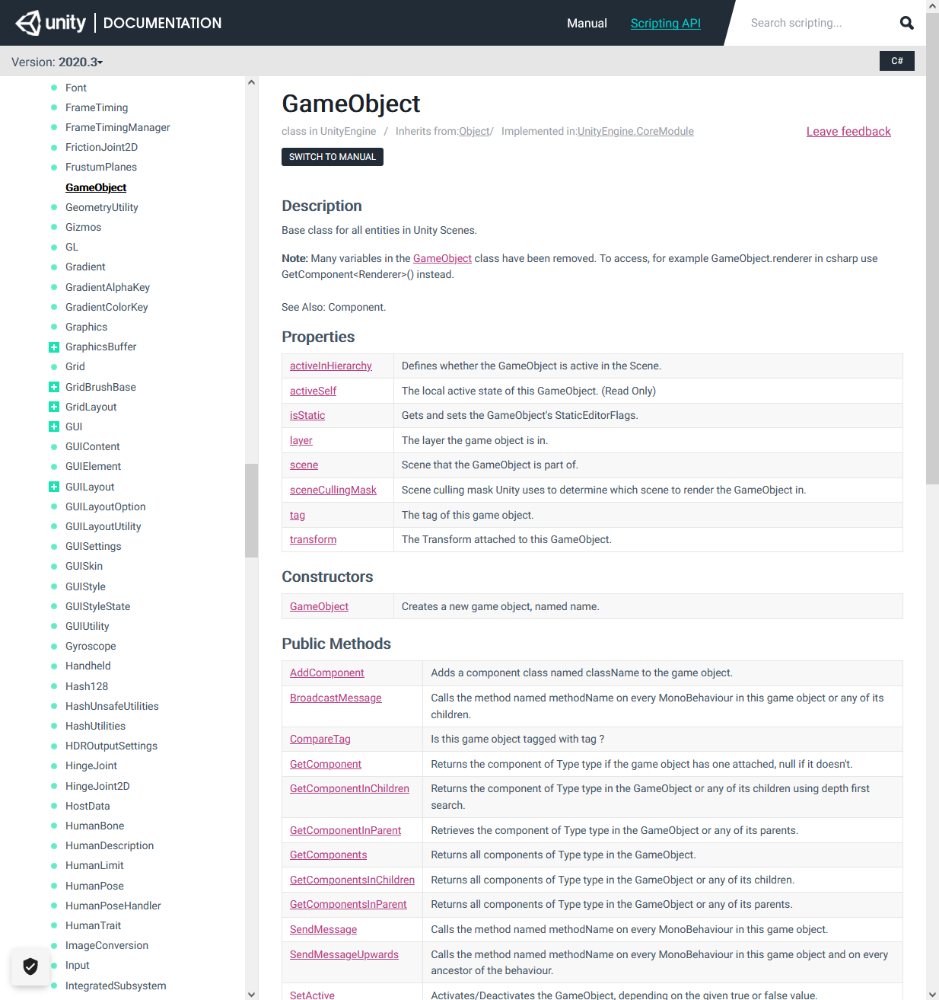 unity DOCUMENTATION
Manual
Scripting API
Search scripting...
Version: 2020.3
C#
Font
FrameTiming
FrameTimingManager
FrictionJoint2D
FrustumPlanes
GameObject
GeometryUtility
Gizmos
GL
Gradient
GradientAlphaKey
GradientColorKey
Graphics
GraphicsBuffer
Grid
GridBrushBase
GridLayout
GUI
GUIContent
GUIElement
GUILayout
GUILayoutOption
GUILayoutUtility
GUISettings
GUISkin
GUIStyle
GUIStyleState
GUIUtility
Gyroscope
Handheld
Hash128
HashUnsafeUtilities
HashUtilities
HDROutputSettings
HingeJoint
HingeJoint2D
HostData
HumanBone
HumanDescription
HumanLimit
HumanPose
HumanPoseHandler
HumanTrait
ImageConversion
Input
IntegratedSubsystem
GameObject
class in UnityEngine / Inherits from:Object/ Implemented in:UnityEngine.CoreModule
Leave feedback
SWITCH TO MANUAL
Description
Base class for all entities in Unity Scenes.
Note: Many variables in the GameObject class have been removed. To access, for example GameObject.renderer in csharp use
GetComponent<Renderer>() instead.
See Also: Component.
Properties
activeInHierarchy Defines whether the GameObject is active in the Scene.
activeSelf The local active state of this GameObject. (Read Only)
isStatic Gets and sets the GameObject's StaticEditorFlags.
layer The layer the game object is in.
scene Scene that the GameObject is part of.
sceneCullingMask Scene culling mask Unity uses to determine which scene to render the GameObject in.
tag The tag of this game object.
transform The Transform attached to this GameObject.
Constructors
GameObject Creates a new game object, named name.
Public Methods
AddComponent Adds a component class named className to the game object.
BroadcastMessage Calls the method named methodName on every MonoBehaviour in this game object or any of its
children.
CompareTag Is this game object tagged with tag ?
GetComponent Returns the component of Type type if the game object has one attached, null if it doesn't.
GetComponentInChildren Returns the component of Type type in the GameObject or any of its children using depth first
search.
GetComponentInParent Retrieves the component of Type type in the GameObject or any of its parents.
GetComponents Returns all components of Type type in the GameObject.
GetComponentsInChildren Returns all components of Type type in the GameObject or any of its children.
GetComponentsInParent Returns all components of Type type in the GameObject or any of its parents.
SendMessage Calls the method named methodName on every MonoBehaviour in this game object.
SendMessageUpwards Calls the method named methodName on every MonoBehaviour in this game object and on every
ancestor of the behaviour.
SetActive Activates/Deactivates the GameObject, depending on the given true or false value.